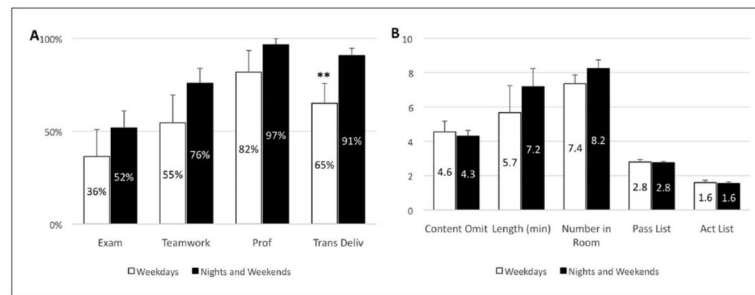 A
100%
50%
0%
**
36%
52%
55%
76%
82%
97%
65%
91%
Exam
Teamwork
Prof
Trans Deliv
Weekdays
Nights and Weekends
B
10
8
6
4
2
0
4.6
4.3
5.7
7.2
7.4
8.2
2.8
2.8
1.6
1.6
Content Omit
Length (min)
Number in
Room
Pass List
Act List
Weekdays
Nights and Weekends